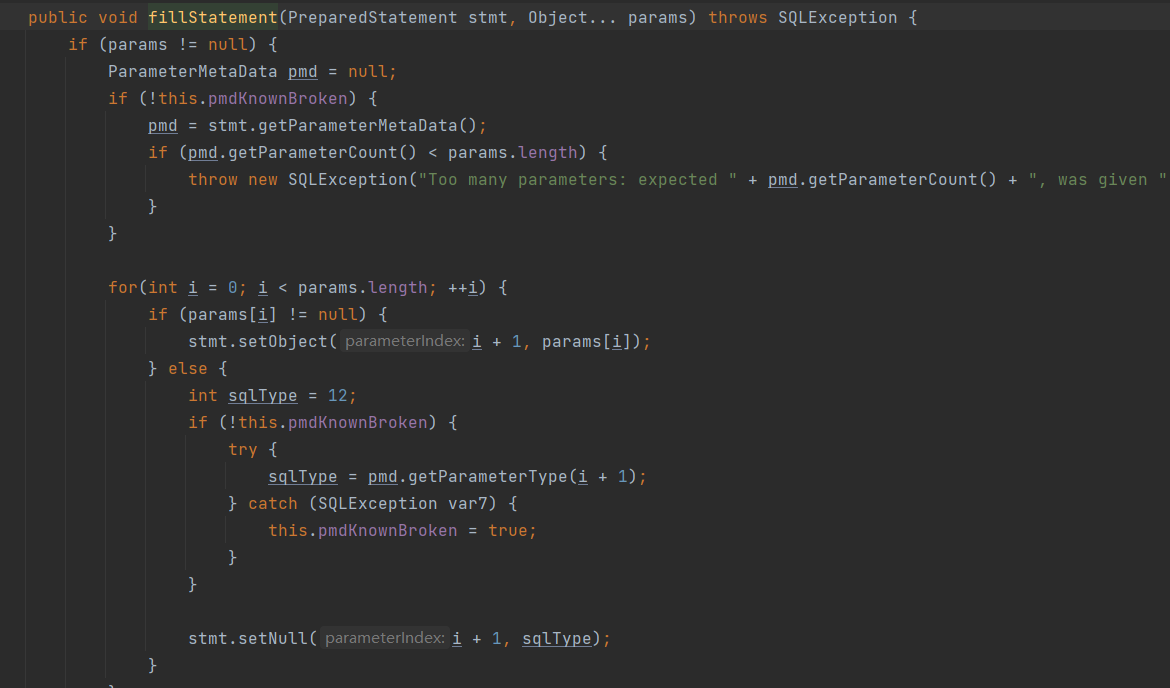 public void fillStatement(PreparedStatement stmt, Object... params) throws SQLException {
if (params != null) {
ParameterMetaData pmd = null;
if (!this.pmdKnownBroken) {
pmd = stmt.getParameterMetaData();
if (pmd.getParameterCount() < params.length) {
throw new SQLException("Too many parameters: expected " + pmd.getParameterCount() + ", was given "
}
}
for(int i = 0; i < params.length; ++i) {
if (params[i] != null) {
stmt.setObject( parameterIndex: i + 1, params[i]);
} else {
int sqlType = 12;
if (!this.pmdKnownBroken) {
try {
sqlType = pmd.getParameterType(i + 1);
} catch (SQLException var7) {
this.pmdKnownBroken = true;
}
}
stmt.setNull( parameterIndex: i + 1, sqlType);
}
}